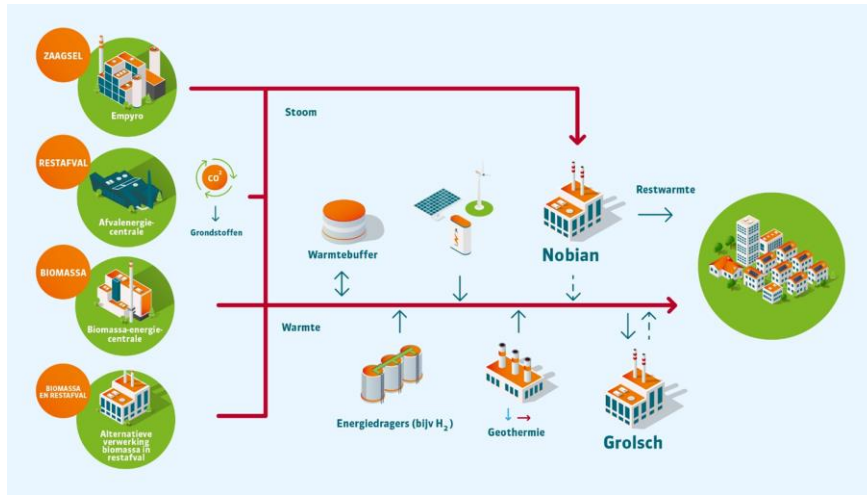 ZAAGSEL
Empyro
Stoom
RESTAFVAL
CO²
Afvalenergie-
centrale
Grondstoffen
Warmtebuffer
Nobian
Restwarmte
BIOMASSA
Biomassa-energie-
centrale
Warmte
BIOMASSA
EN RESTAFVAL
Alternatieve
verwerking
biomassa in
restafval
Energiedragers (bijv H₂)
Geothermie
Grolsch